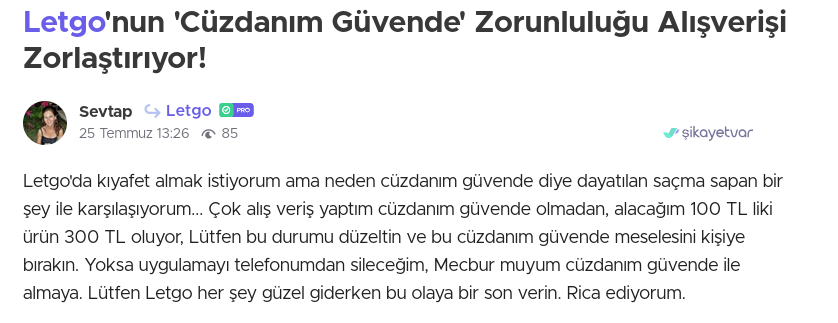 Letgo'nun 'Cüzdanım Güvende' Zorunluluğu Alışverişi
Zorlaştırıyor!
Sevtap Letgo PRO
25 Temmuz 13:26 85
şikayetvar
Letgo'da kıyafet almak istiyorum ama neden cüzdanım güvende diye dayatılan saçma sapan bir
şey ile karşılaşıyorum... Çok alış veriş yaptım cüzdanım güvende olmadan, alacağım 100 TL liki
ürün 300 TL oluyor, Lütfen bu durumu düzeltin ve bu cüzdanım güvende meselesini kişiye
bırakın. Yoksa uygulamayı telefonumdan sileceğim, Mecbur muyum cüzdanım güvende ile
almaya. Lütfen Letgo her şey güzel giderken bu olaya bir son verin. Rica ediyorum.